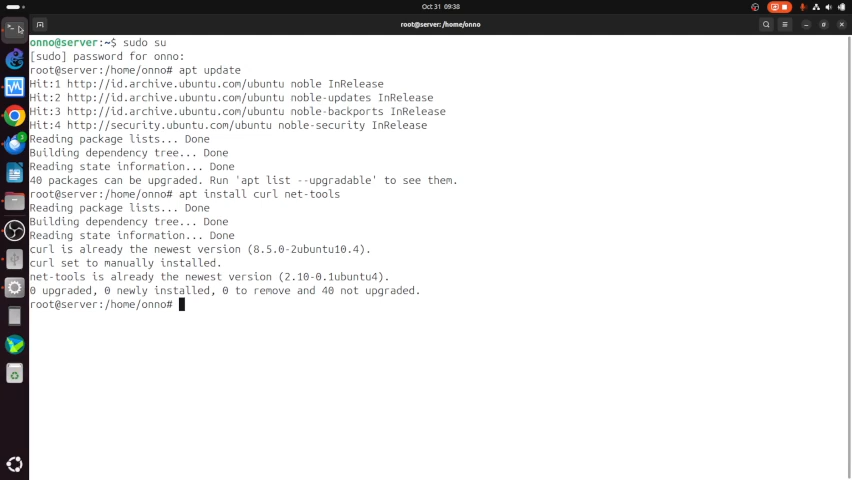 Oct 31 09:38
root@server: /home/onno
onno@server:~$ sudo su
[sudo] password for onno:
root@server:/home/onno# apt update
Hit:1 http://id.archive.ubuntu.com/ubuntu noble InRelease
Hit:2 http://id.archive.ubuntu.com/ubuntu noble-updates InRelease
Hit:3 http://id.archive.ubuntu.com/ubuntu noble-backports InRelease
Hit:4 http://security.ubuntu.com/ubuntu noble-security InRelease
Reading package lists... Done
Building dependency tree... Done
Reading state information... Done
40 packages can be upgraded. Run 'apt list --upgradable' to see them.
root@server:/home/onno# apt install curl net-tools
Reading package lists... Done
Building dependency tree... Done
Reading state information... Done
curl is already the newest version (8.5.0-2ubuntu10.4).
curl set to manually installed.
net-tools is already the newest version (2.10-0.1ubuntu4).
0 upgraded, 0 newly installed, 0 to remove and 40 not upgraded.
root@server:/home/onno#